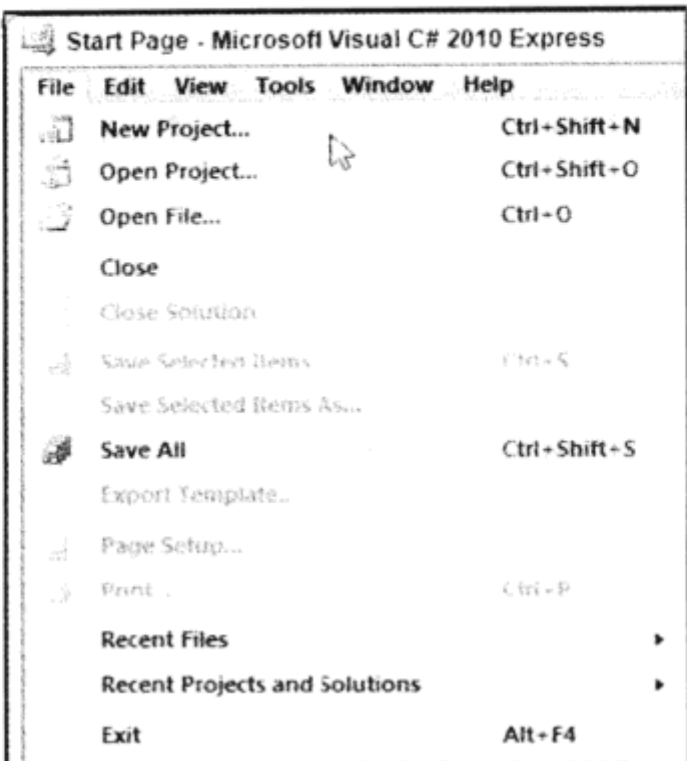 Start Page - Microsoft Visual C# 2010 Express
File Edit View Tools Window Help
New Project... Ctrl+Shift+N
Open Project... Ctrl+Shift+O
Open File... Ctrl+O
Close
Close Solution
Save Selected Items Ctrl+S
Save Selected Items As...
Save All Ctrl+Shift+S
Export Template...
Page Setup...
Print... Ctrl+P
Recent Files
Recent Projects and Solutions
Exit Alt+F4